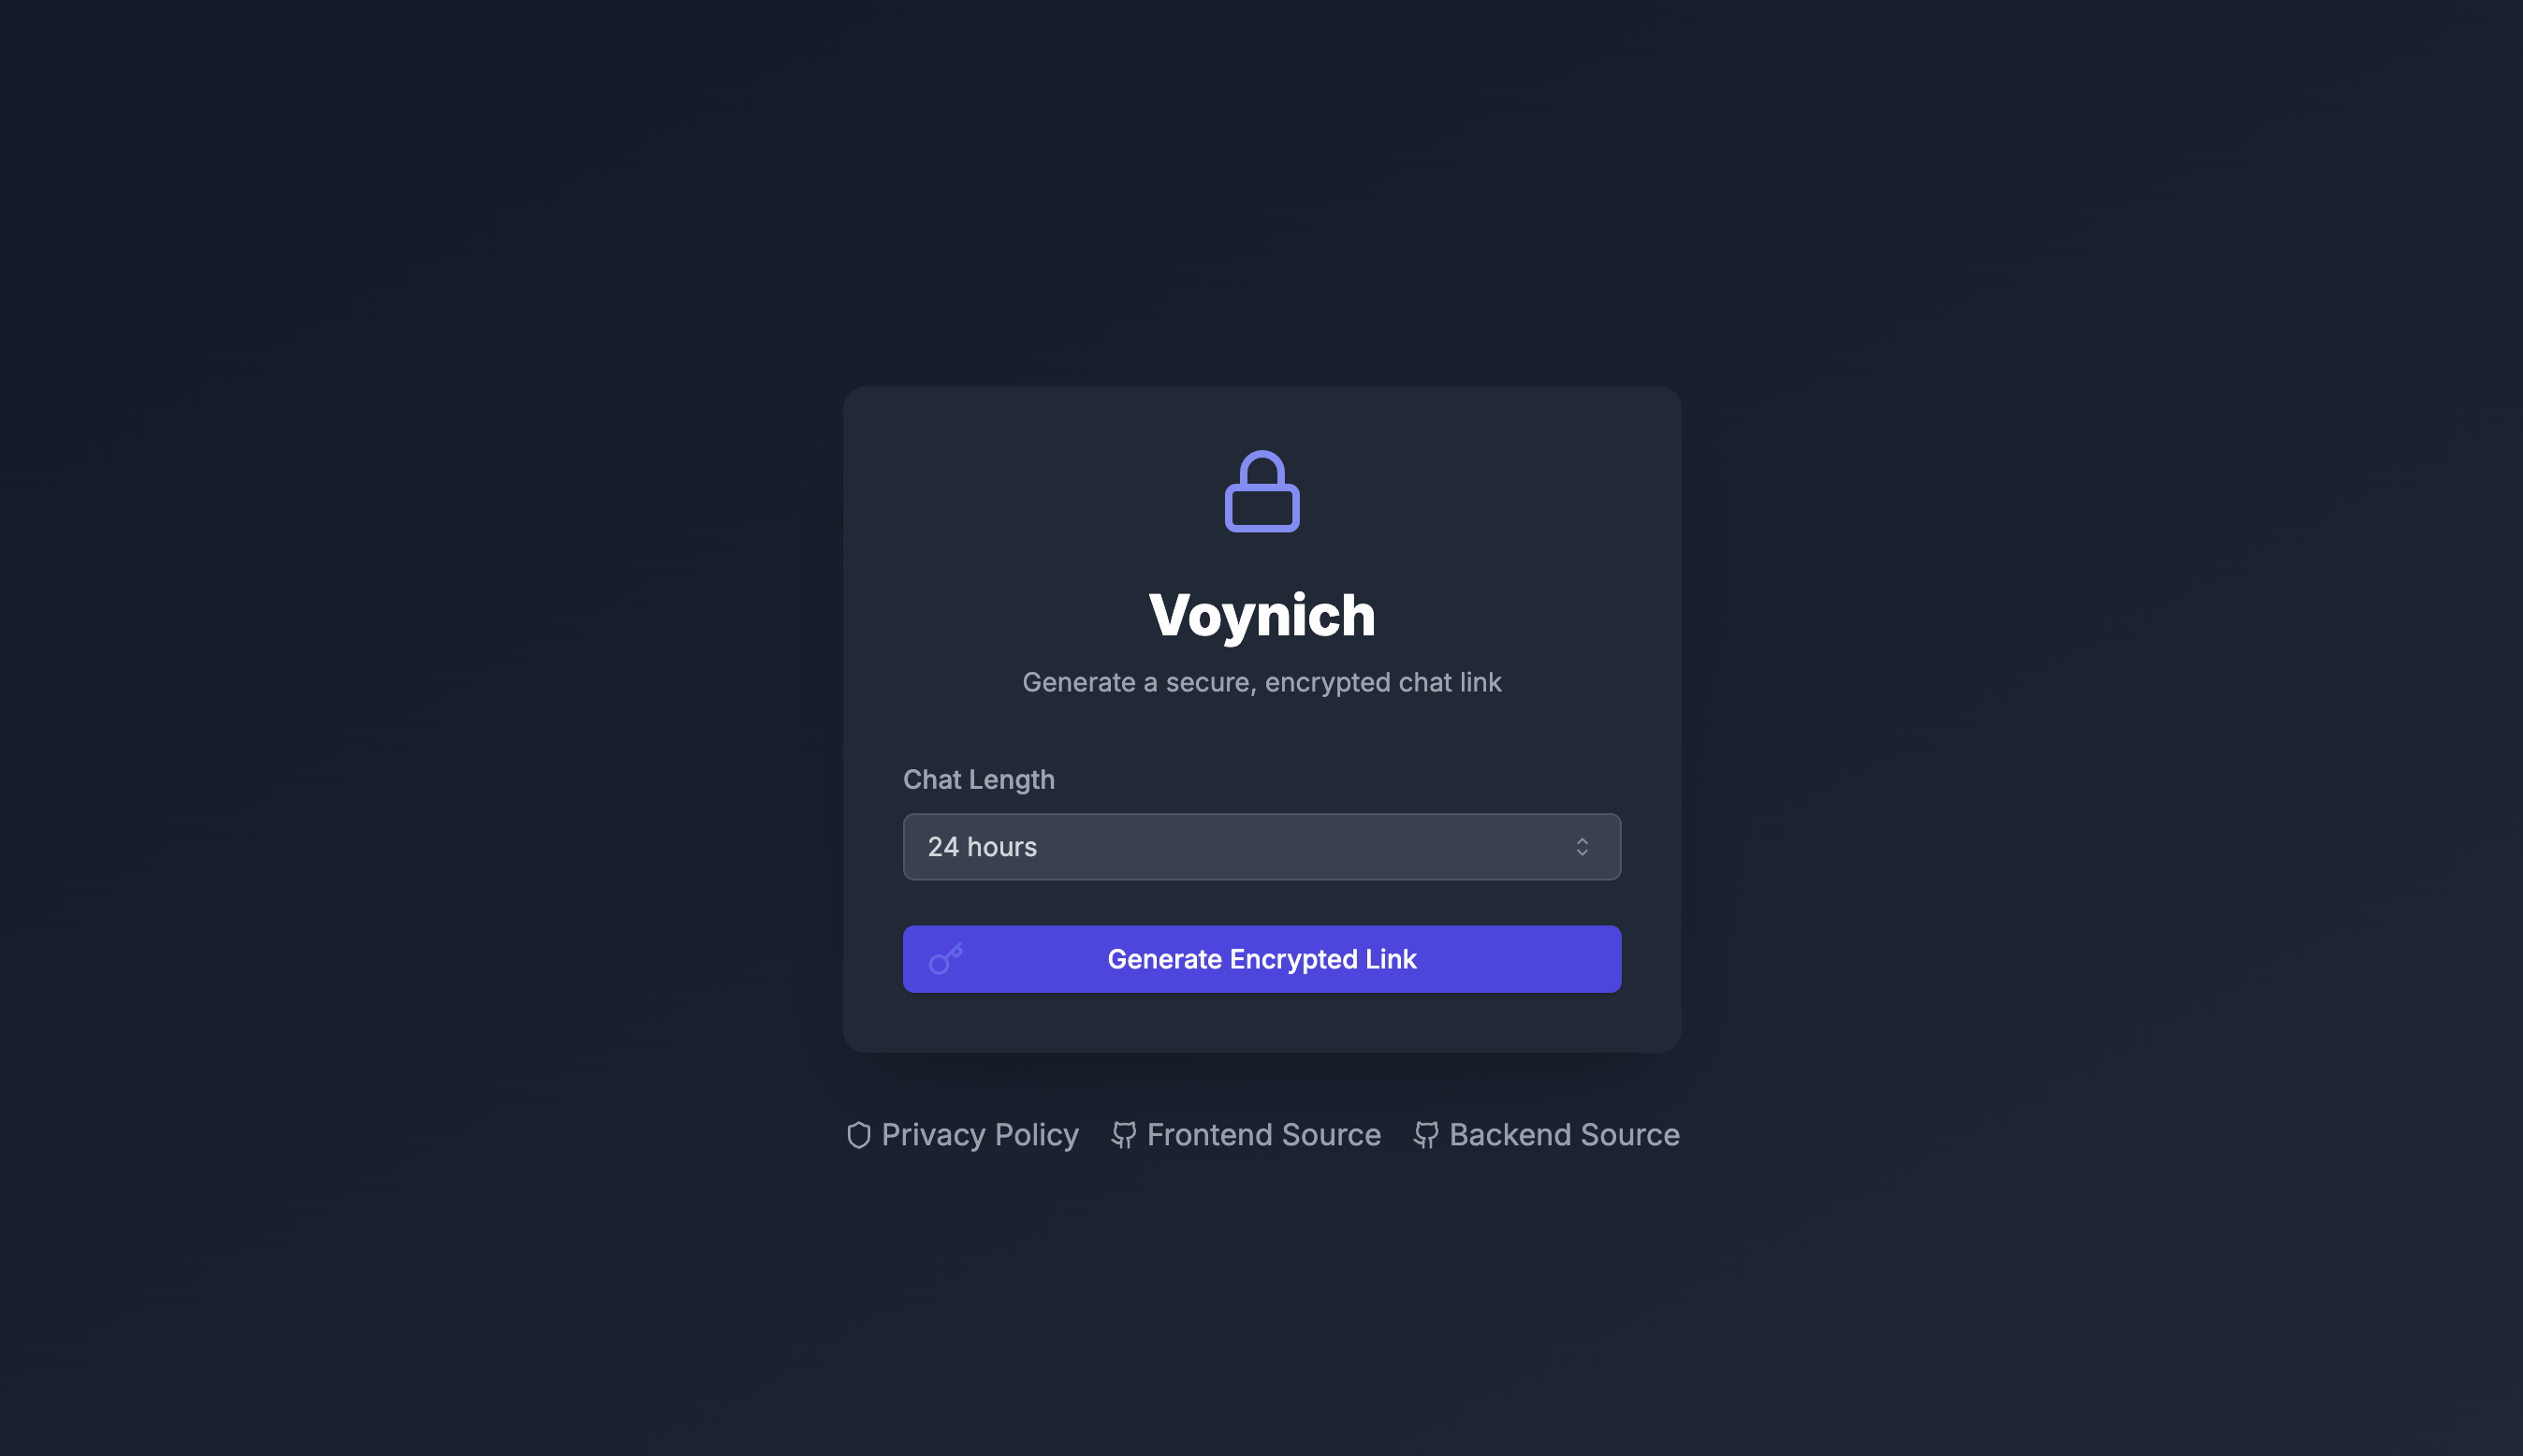 Voynich
Generate a secure, encrypted chat link
Chat Length
24 hours
Generate Encrypted Link
Privacy Policy Frontend Source Backend Source